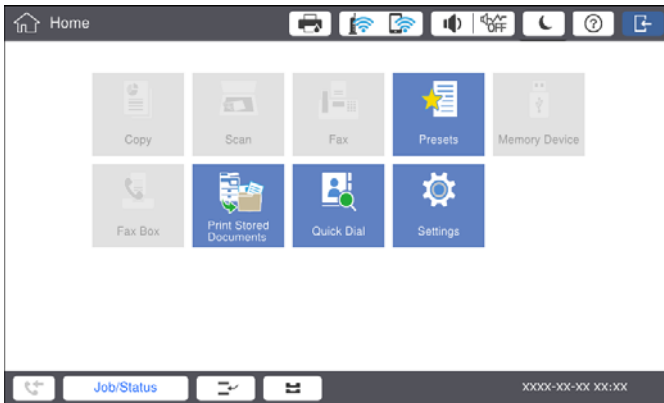 Home
OFF
?
Copy
Scan
Fax
Presets
Memory Device
Fax Box
Print Stored
Documents
Quick Dial
Settings
Job/Status
XXXX-XX-XX XX:XX